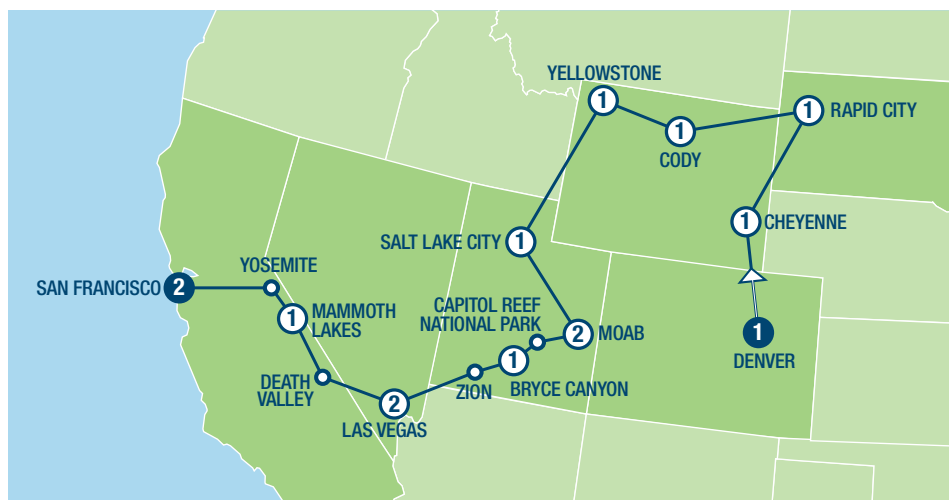 YELLOWSTONE
1
1
RAPID CITY
1
CODY
1
CHEYENNE
SALT LAKE CITY
1
YOSEMITE
SAN FRANCISCO
2
MAMMOTH
LAKES
1
CAPITOL REEF
NATIONAL PARK
2
MOAB
1
DENVER
1
BRYCE CANYON
ZION
DEATH
VALLEY
2
LAS VEGAS